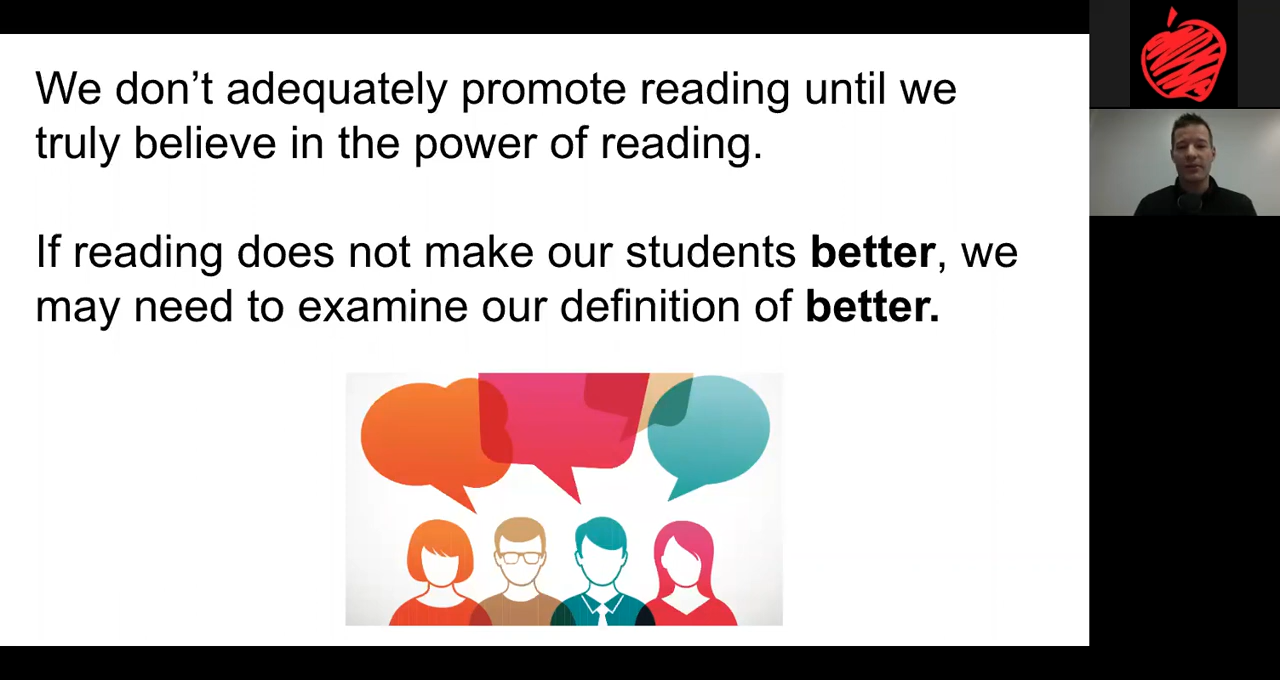 We don’t adequately promote reading until we
truly believe in the power of reading.
If reading does not make our students better, we
may need to examine our definition of better.